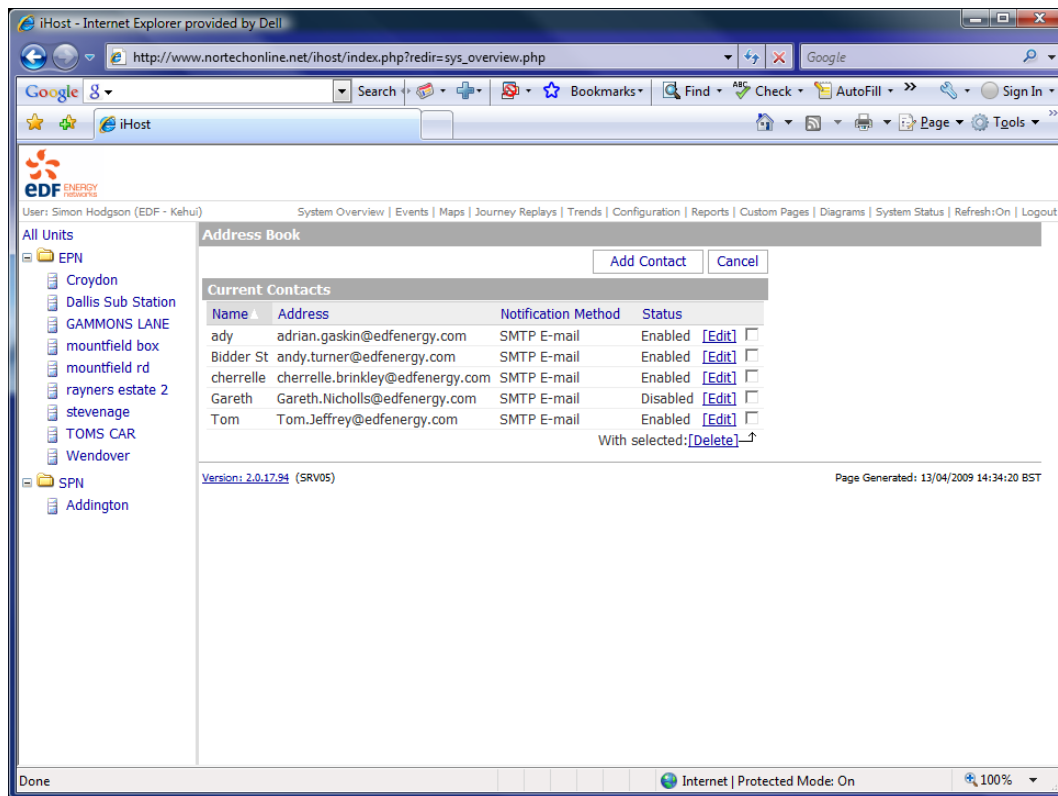 iHost - Internet Explorer provided by Dell
http://www.nortechonline.net/ihost/index.php?redir=sys_overview.php
Google
Google
Search
Bookmarks
Find
ABC
Check
AutoFill
Sign In
iHost
Page
Tools
eDF ENERGY networks
User: Simon Hodgson (EDF - Kehui)
System Overview | Events | Maps | Journey Replays | Trends | Configuration | Reports | Custom Pages | Diagrams | System Status | Refresh:On | Logout
All Units
EPN
Croydon
Dallis Sub Station
GAMMONS LANE
mountfield box
mountfield rd
rayners estate 2
stevenage
TOMS CAR
Wendover
SPN
Addington
Address Book
Add Contact Cancel
Current Contacts
Name Address Notification Method Status
ady adrian.gaskin@edfenergy.com SMTP E-mail Enabled [Edit]
Bidder St andy.turner@edfenergy.com SMTP E-mail Enabled [Edit]
cherrelle cherrelle.brinkley@edfenergy.com SMTP E-mail Enabled [Edit]
Gareth Gareth.Nicholls@edfenergy.com SMTP E-mail Disabled [Edit]
Tom Tom.Jeffrey@edfenergy.com SMTP E-mail Enabled [Edit]
With selected:[Delete]
Version: 2.0.17.94 (SRV05)
Page Generated: 13/04/2009 14:34:20 BST
Done
Internet | Protected Mode: On
100%